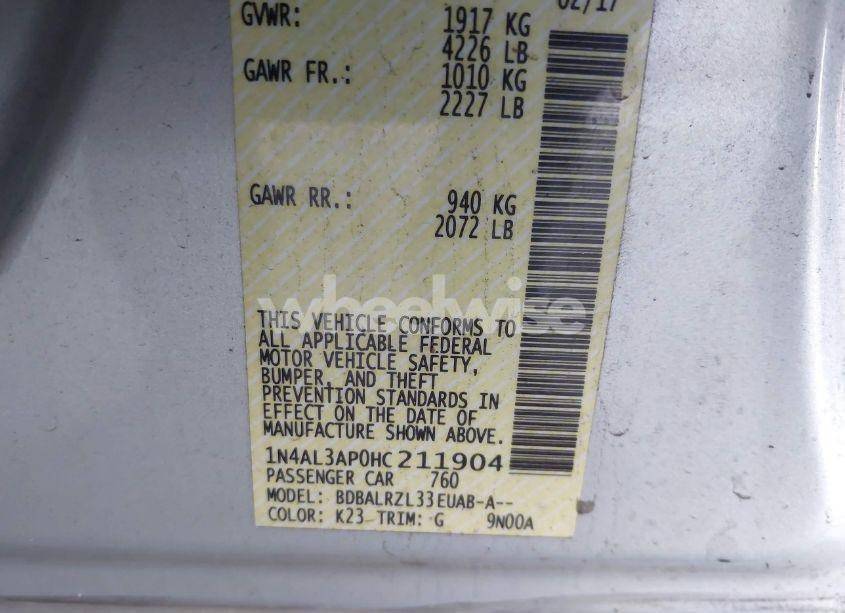 02/17
GVWR: 1917 KG
4226 LB
GAWR FR.: 1010 KG
2227 LB
GAWR RR.: 940 KG
2072 LB
wheelwise
THIS VEHICLE CONFORMS TO
ALL APPLICABLE FEDERAL
MOTOR VEHICLE SAFETY,
BUMPER, AND THEFT
PREVENTION STANDARDS IN
EFFECT ON THE DATE OF
MANUFACTURE SHOWN ABOVE.
1N4AL3AP0HC211904
PASSENGER CAR 760
MODEL: BDBALRZL33EUAB-A--
COLOR: K23 TRIM: G 9N00A